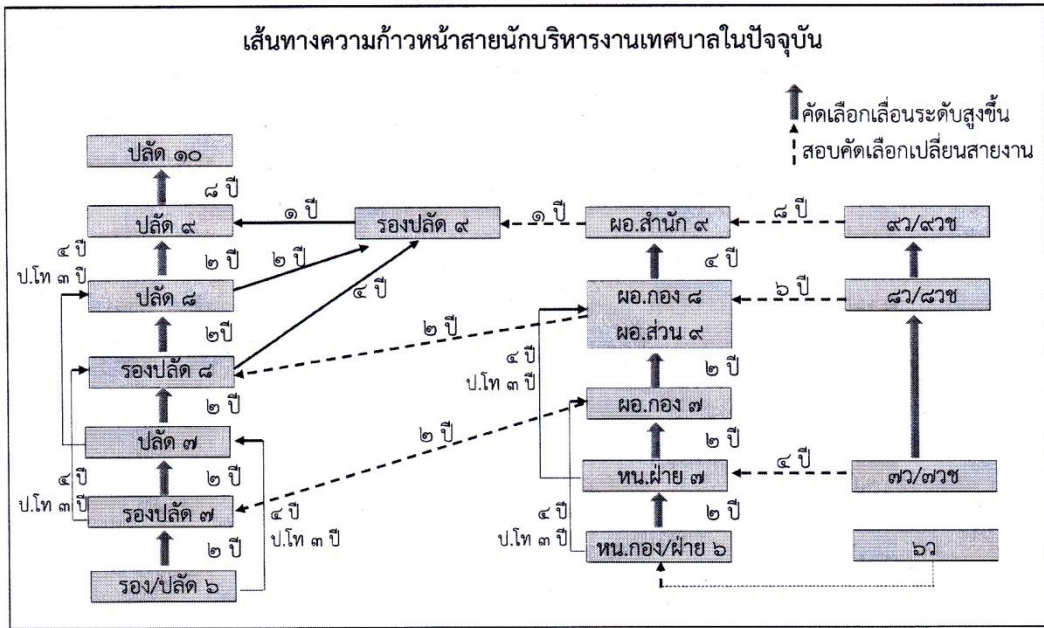 เส้นทางความก้าวหน้าสายนักบริหารงานเทศบาลในปัจจุบัน
คัดเลือกเลื่อนระดับสูงขึ้น
สอบคัดเลือกเปลี่ยนสายงาน
ปลัด ๑๐
๘ ปี
ปลัด ๙
๑ ปี
รองปลัด ๙
๑ ปี
ผอ.สำนัก ๙
๘ ปี
๙ว/๙วช
๔ ปี
ป.โท ๓ ปี
๒ ปี
๒ ปี
๔ ปี
๔ ปี
ปลัด ๘
ผอ.กอง ๘
ผอ.ส่วน ๙
๖ ปี
๘ว/๘วช
๒ปี
๒ ปี
รองปลัด ๘
๔ ปี
ป.โท ๓ ปี
๒ ปี
๒ ปี
ผอ.กอง ๗
ปลัด ๗
๒ ปี
๒ ปี
๔ ปี
ป.โท ๓ ปี
๒ ปี
หน.ฝ่าย ๗
๔ ปี
๗ว/๗วช
รองปลัด ๗
๔ ปี
ป.โท ๓ ปี
๔ ปี
ป.โท ๓ ปี
๒ ปี
๒ ปี
หน.กอง/ฝ่าย ๖
๖ว
รอง/ปลัด ๖